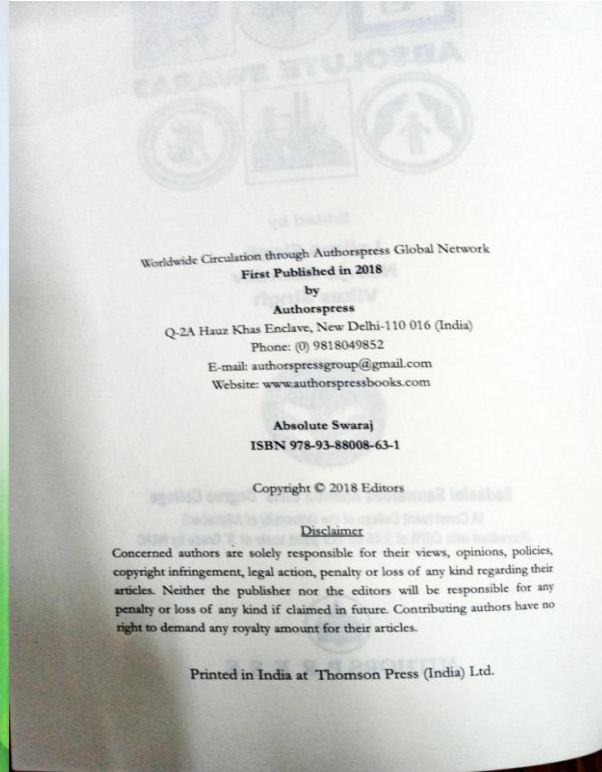 Worldwide Circulation through Authorspress Global Network
First Published in 2018
by
Authorspress
Q-2A Hauz Khas Enclave, New Delhi-110 016 (India)
Phone: (0) 9818049852
E-mail: authorspressgroup@gmail.com
Website: www.authorspressbooks.com
Absolute Swaraj
ISBN 978-93-88008-63-1
Copyright © 2018 Editors
Disclaimer
Concerned authors are solely responsible for their views, opinions, policies,
copyright infringement, legal action, penalty or loss of any kind regarding their
articles. Neither the publisher nor the editors will be responsible for any
penalty or loss of any kind if claimed in future. Contributing authors have no
right to demand any royalty amount for their articles.
Printed in India at Thomson Press (India) Ltd.